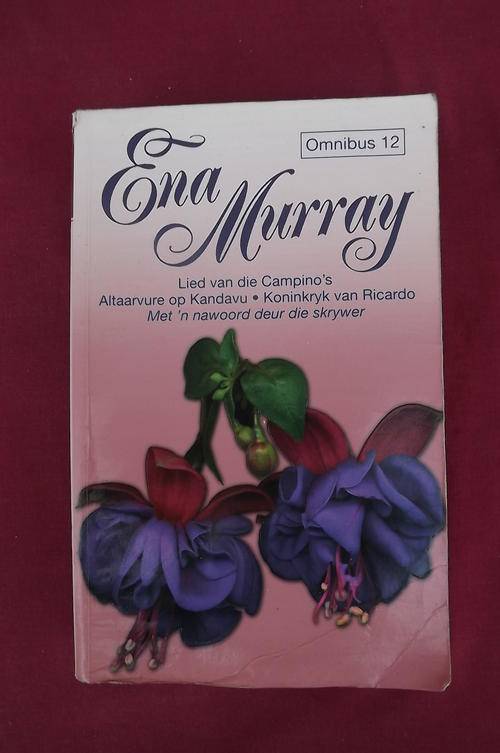 Omnibus 12
Ena
Murray
Lied van die Campino's
Altaarvure op Kandavu • Koninkryk van Ricardo
Met 'n nawoord deur die skrywer